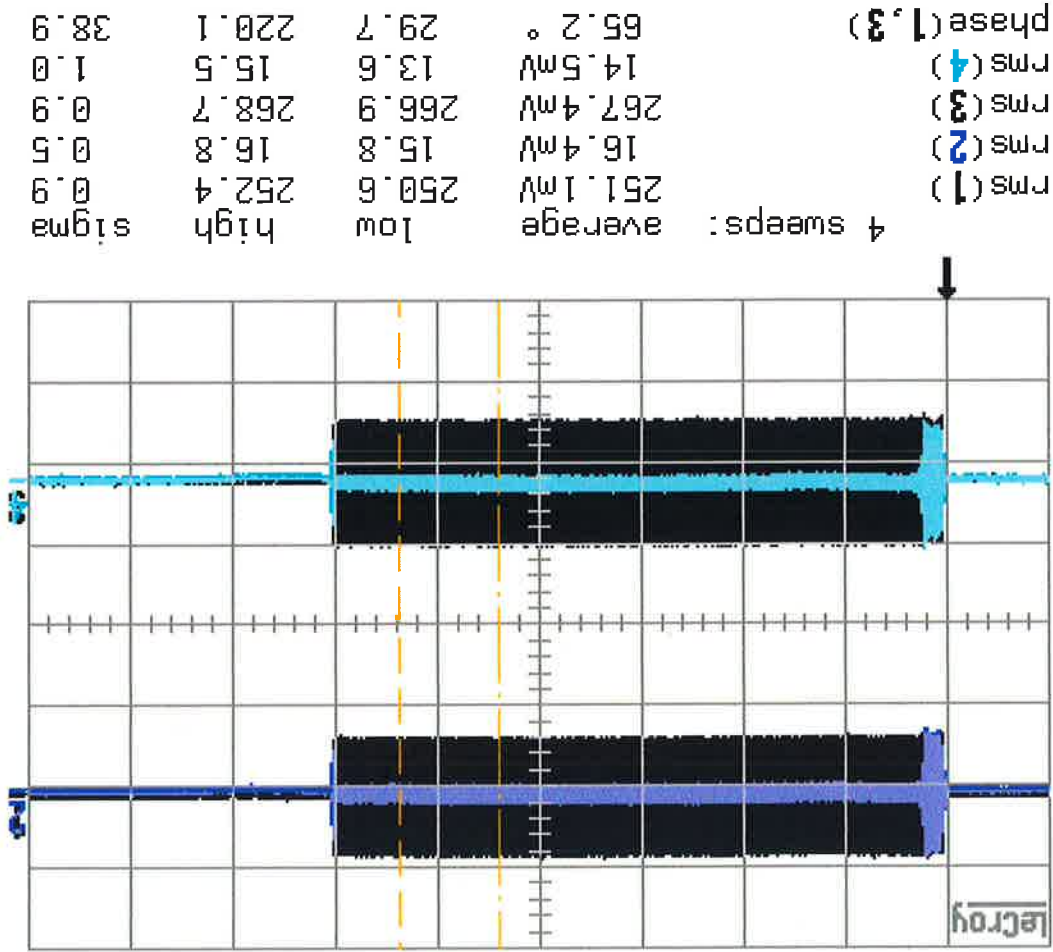 LeCroy
4 sweeps: average low high sigma
rms(1) 251.1mV 250.6 252.4 0.9
rms(2) 16.4mV 15.8 16.8 0.5
rms(3) 267.4mV 266.9 268.7 0.9
rms(4) 14.5mV 13.6 15.5 1.0
phase(1,3) 65.2 ° 29.7 220.1 38.9